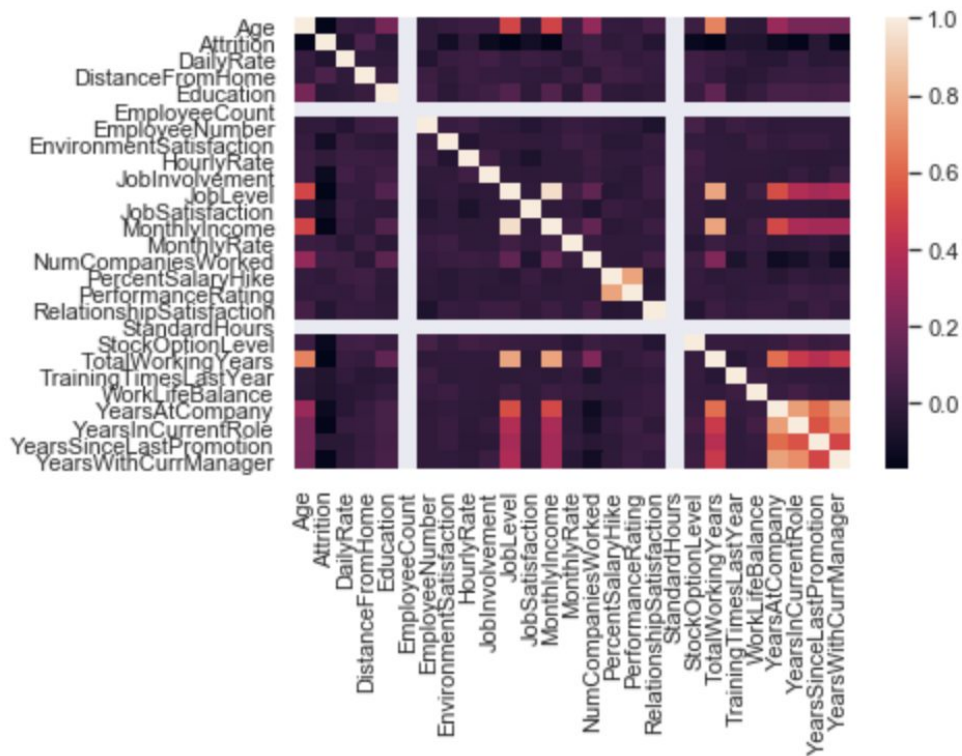 Age
Attrition
DailyRate
DistanceFromHome
Education
EmployeeCount
EmployeeNumber
EnvironmentSatisfaction
HourlyRate
JobInvolvement
JobLevel
JobSatisfaction
MonthlyIncome
MonthlyRate
NumCompaniesWorked
PercentSalaryHike
PerformanceRating
RelationshipSatisfaction
StandardHours
StockOptionLevel
TotalWorkingYears
TrainingTimesLastYear
WorkLifeBalance
YearsAtCompany
YearsInCurrentRole
YearsSinceLastPromotion
YearsWithCurrManager
1.0
0.8
0.6
0.4
0.2
0.0
Age
Attrition
DailyRate
DistanceFromHome
Education
EmployeeCount
EmployeeNumber
EnvironmentSatisfaction
HourlyRate
JobInvolvement
JobLevel
JobSatisfaction
MonthlyIncome
MonthlyRate
NumCompaniesWorked
PercentSalaryHike
PerformanceRating
RelationshipSatisfaction
StandardHours
StockOptionLevel
TotalWorkingYears
TrainingTimesLastYear
WorkLifeBalance
YearsAtCompany
YearsInCurrentRole
YearsSinceLastPromotion
YearsWithCurrManager